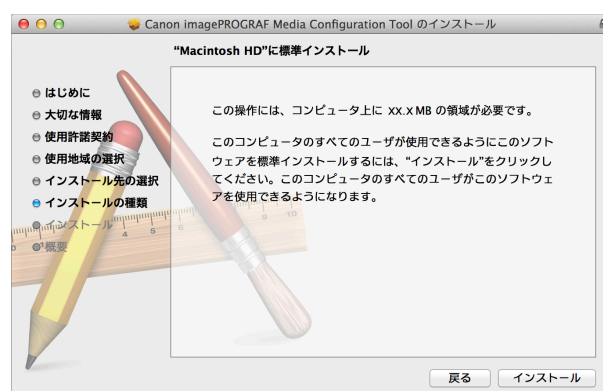 Canon imagePROGRAF Media Configuration Tool のインストール
“Macintosh HD”に標準インストール
はじめに
大切な情報
使用許諾契約
使用地域の選択
インストール先の選択
インストールの種類
インストール
概要
この操作には、コンピュータ上に XX.X MB の領域が必要です。
このコンピュータのすべてのユーザが使用できるようにこのソフト
ウェアを標準インストールするには、“インストール”をクリックし
てください。このコンピュータのすべてのユーザがこのソフトウェ
アを使用できるようになります。
4 5 6 9 10
戻る インストール